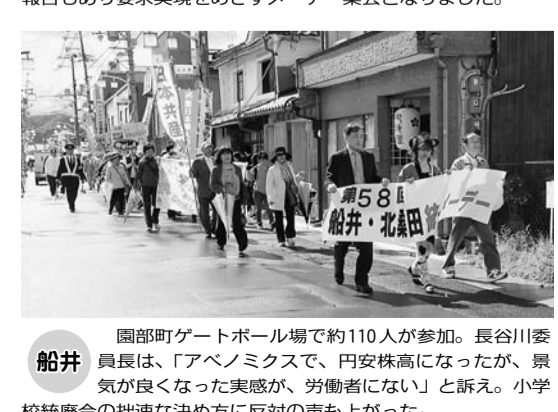 報告もあり要求実現をめざすメーデー集会となりました。
日本共産
第58回
船井・北桑田統一メーデー
船井
園部町ゲートボール場で約110人が参加。長谷川委
員長は、「アベノミクスで、円安株高になったが、景
気が良くなった実感が、労働者にない」と訴え。小学
校統廃合の拙速な決め方に反対の声も上がった。